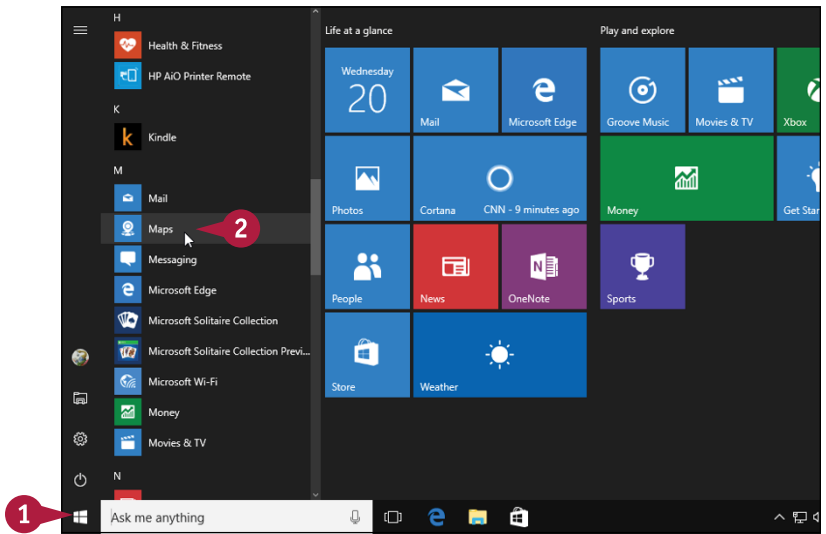 H
Health & Fitness
HP AiO Printer Remote
K
Kindle
M
Mail
Maps
2
Messaging
Microsoft Edge
Microsoft Solitaire Collection
Microsoft Solitaire Collection Previ...
Microsoft Wi-Fi
Money
Movies & TV
N
Life at a glance
Play and explore
Wednesday
20
Mail
Microsoft Edge
Groove Music
Movies & TV
Xbox
Photos
Cortana
CNN - 9 minutes ago
Money
Get Star
People
News
OneNote
Sports
Store
Weather
1
Ask me anything